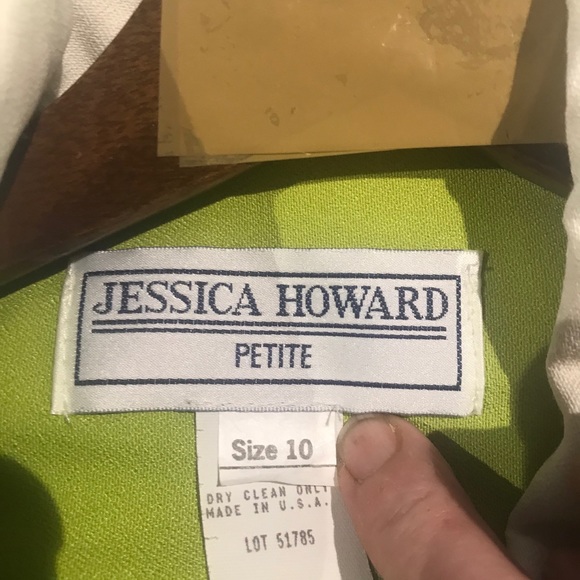 JESSICA HOWARD
PETITE
Size 10
DRY CLEAN ONLY
MADE IN U.S.A.
LOT 51785